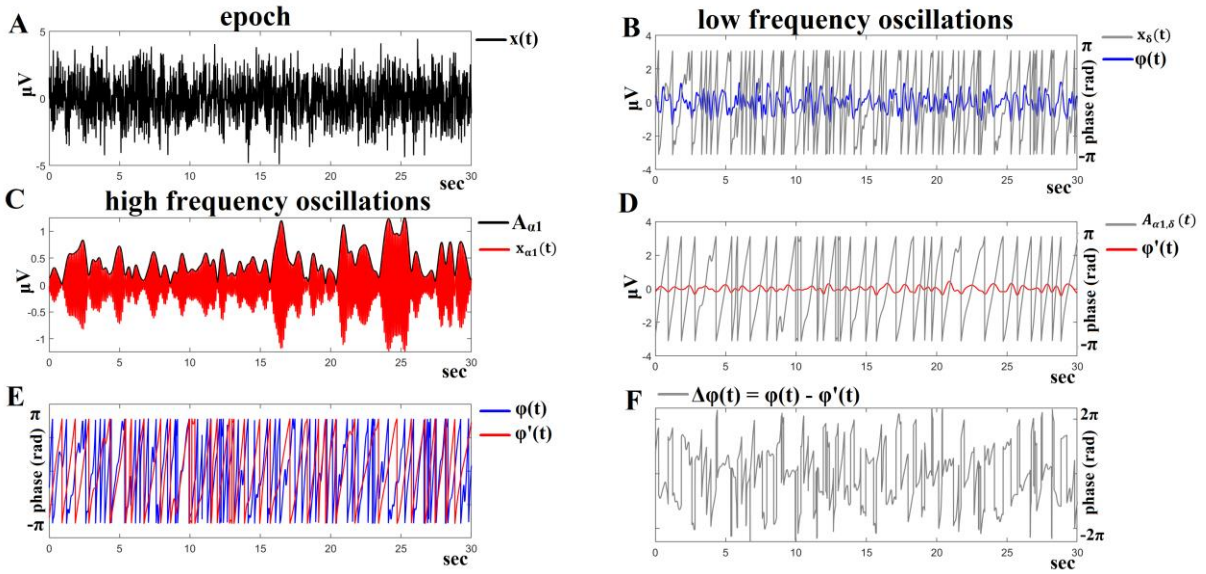 A
epoch
x(t)
μV
5
0
-5
0 5 10 15 20 25 30
sec
B
low frequency oscillations
x_δ(t)
φ(t)
μV
4
2
0
-2
-4
π
phase (rad)
-π
0 5 10 15 20 25 30
sec
C
high frequency oscillations
A_α1
x_α1(t)
μV
1
0.5
0
-0.5
-1
0 5 10 15 20 25 30
sec
D
A_α1,δ(t)
φ'(t)
μV
4
2
0
-2
-4
π
phase (rad)
-π
0 5 10 15 20 25 30
sec
E
φ(t)
φ'(t)
π
phase (rad)
-π
0 5 10 15 20 25 30
sec
F
Δφ(t) = φ(t) - φ'(t)
2π
phase (rad)
-2π
0 5 10 15 20 25 30
sec